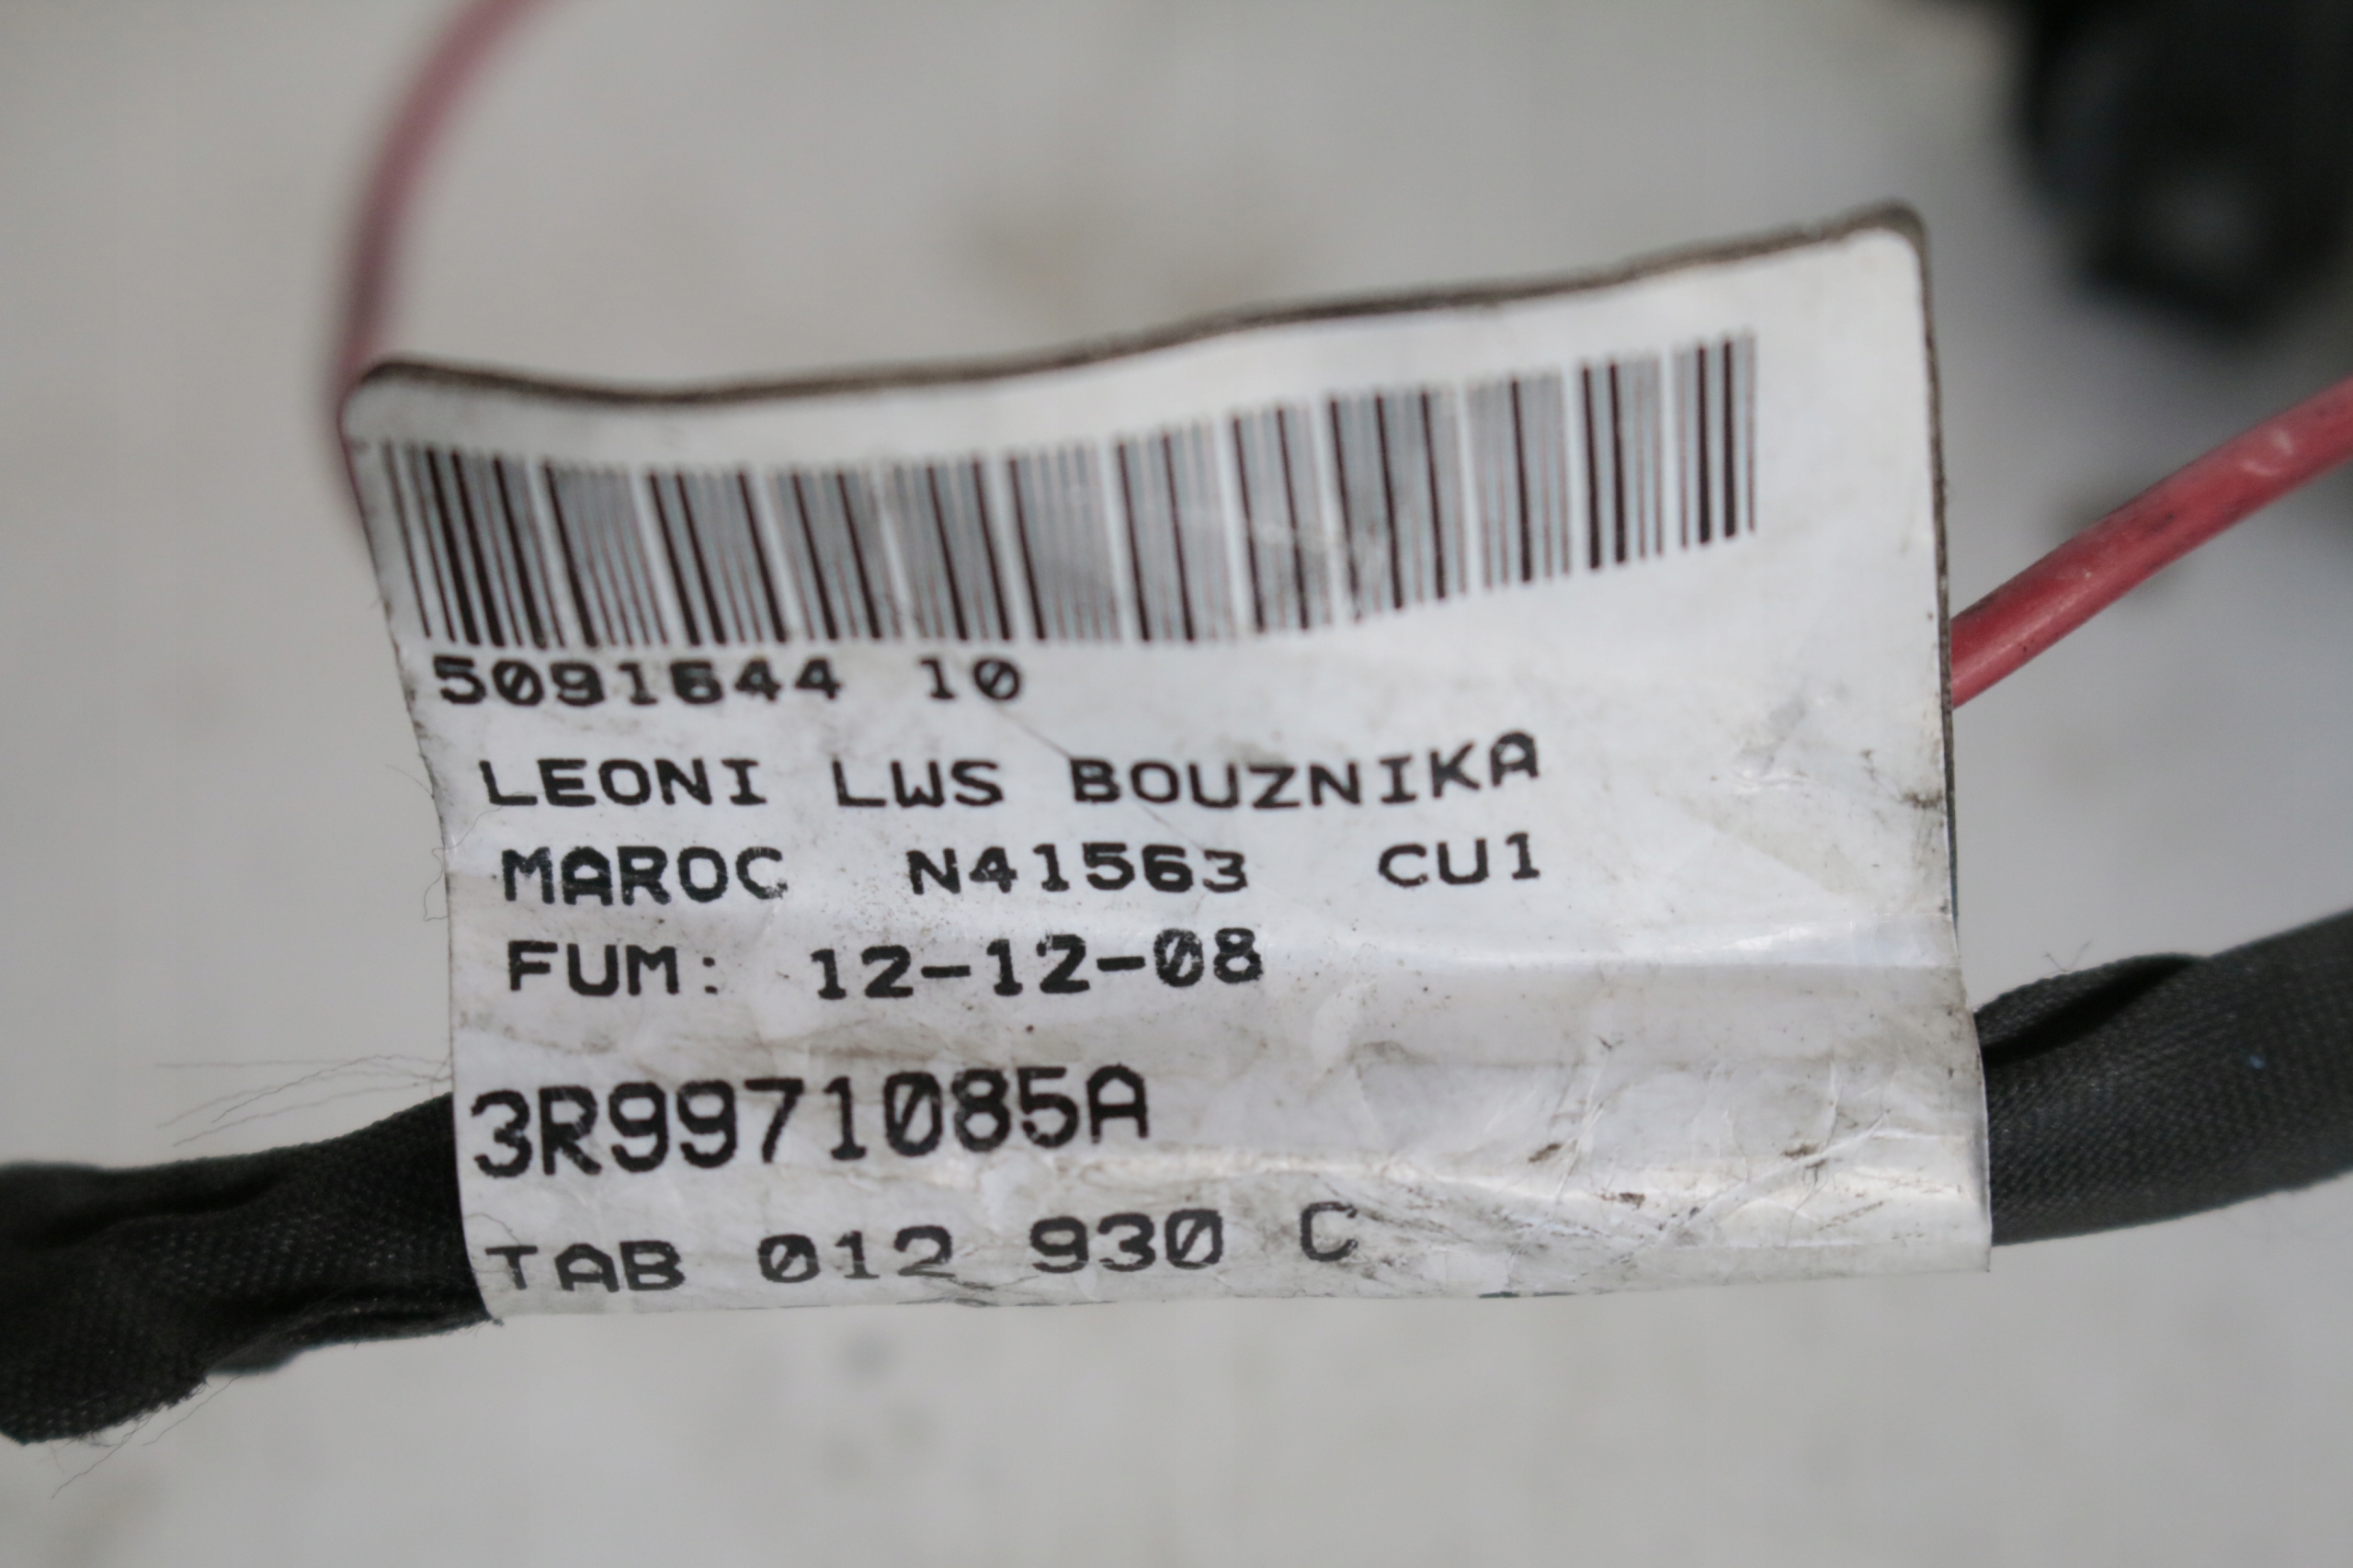 5091644 10
LEONI LWS BOUZNIKA
MAROC N41563 CU1
FUM: 12-12-08
3R9971085A
TAB 012 930 C